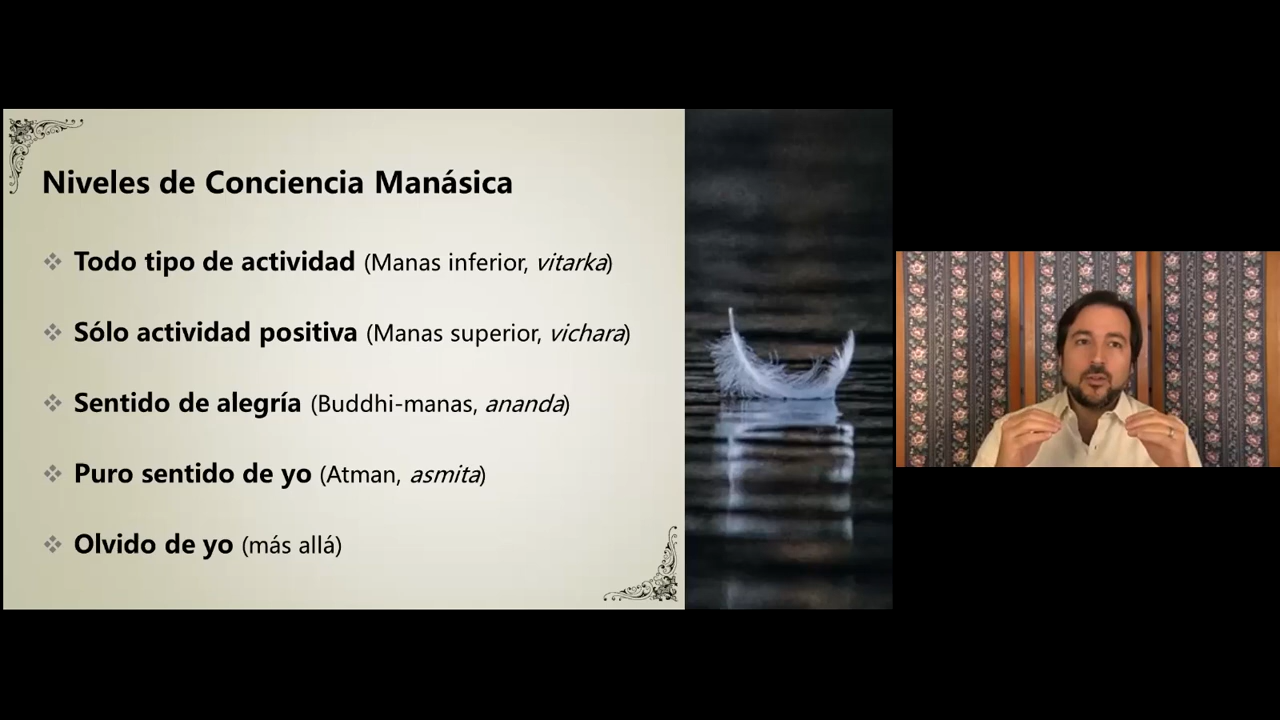 Niveles de Conciencia Manásica
Todo tipo de actividad (Manas inferior, vitarka)
Sólo actividad positiva (Manas superior, vichara)
Sentido de alegría (Buddhi-manas, ananda)
Puro sentido de yo (Atman, asmita)
Olvido de yo (más allá)